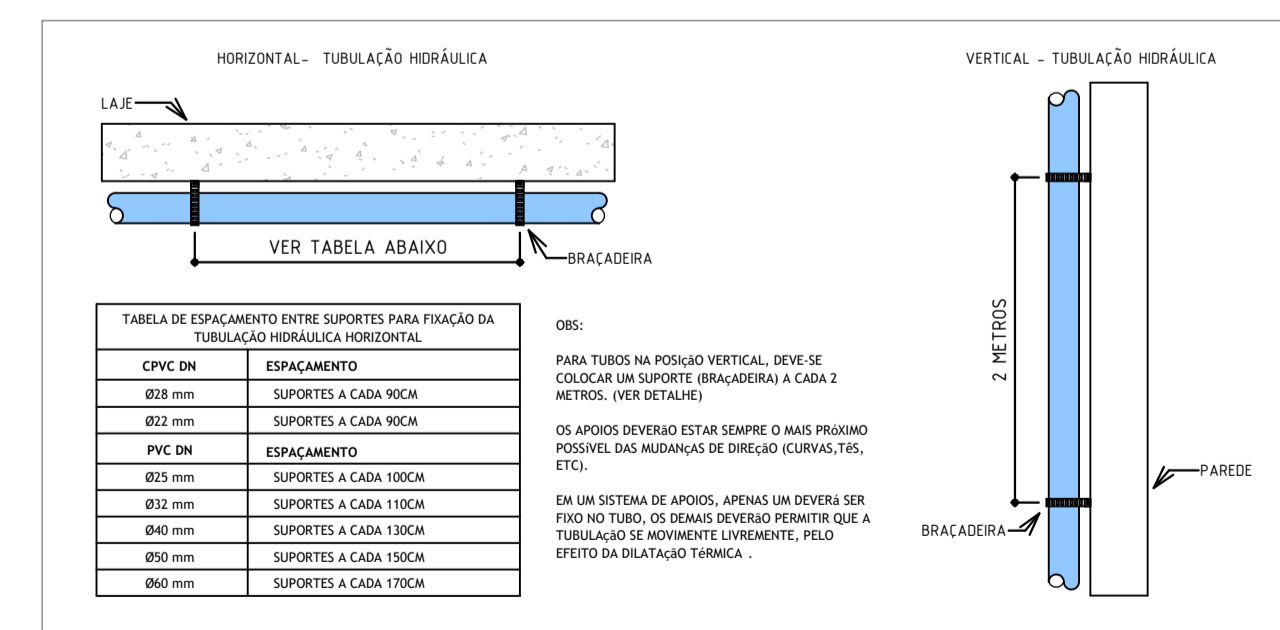 HORIZONTAL- TUBULAÇÃO HIDRÁULICA
LAJE
VER TABELA ABAIXO
BRAÇADEIRA
TABELA DE ESPAÇAMENTO ENTRE SUPORTES PARA FIXAÇÃO DA
TUBULAÇÃO HIDRÁULICA HORIZONTAL
CPVC DN ESPAÇAMENTO
Ø28 mm SUPORTES A CADA 90CM
Ø22 mm SUPORTES A CADA 90CM
PVC DN ESPAÇAMENTO
Ø25 mm SUPORTES A CADA 100CM
Ø32 mm SUPORTES A CADA 110CM
Ø40 mm SUPORTES A CADA 130CM
Ø50 mm SUPORTES A CADA 150CM
Ø60 mm SUPORTES A CADA 170CM
OBS:
PARA TUBOS NA POSIçãO VERTICAL, DEVE-SE
COLOCAR UM SUPORTE (BRAçADEIRA) A CADA 2
METROS. (VER DETALHE)
OS APOIOS DEVERãO ESTAR SEMPRE O MAIS PRóXIMO
POSSíVEL DAS MUDANçAS DE DIREçãO (CURVAS,TêS,
ETC).
EM UM SISTEMA DE APOIOS, APENAS UM DEVERá SER
FIXO NO TUBO, OS DEMAIS DEVERãO PERMITIR QUE A
TUBULAçãO SE MOVIMENTE LIVREMENTE, PELO
EFEITO DA DILATAçãO TéRMICA .
VERTICAL - TUBULAÇÃO HIDRÁULICA
2 METROS
PAREDE
BRAÇADEIRA